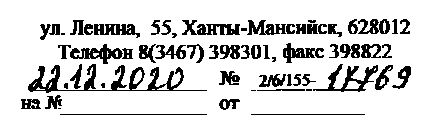 ул. Ленина, 55, Ханты-Мансийск, 628012
Телефон 8(3467) 398301, факс 398822
22.12.2020 № 2/6/155-17769
на № от